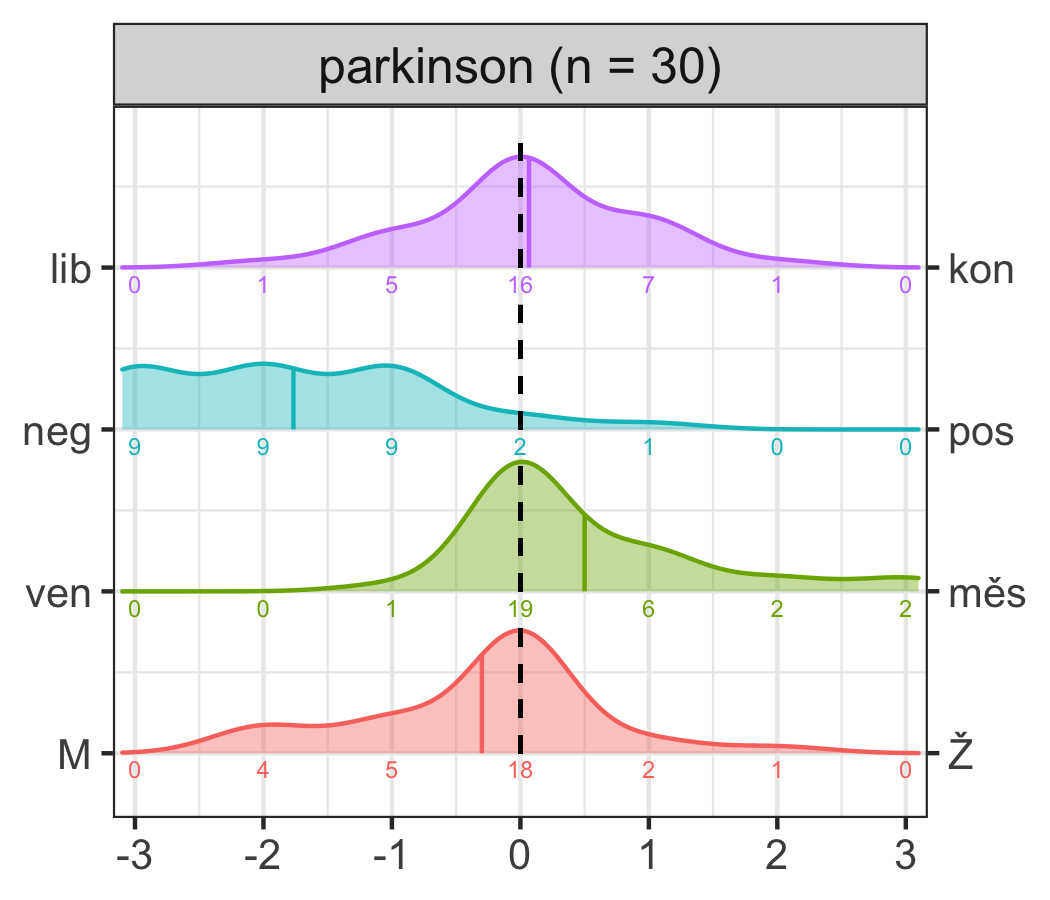 parkinson (n = 30)
lib kon
0 1 5 16 7 1 0
neg pos
9 9 9 2 1 0 0
ven měs
0 0 1 19 6 2 2
M Ž
0 4 5 18 2 1 0
-3 -2 -1 0 1 2 3